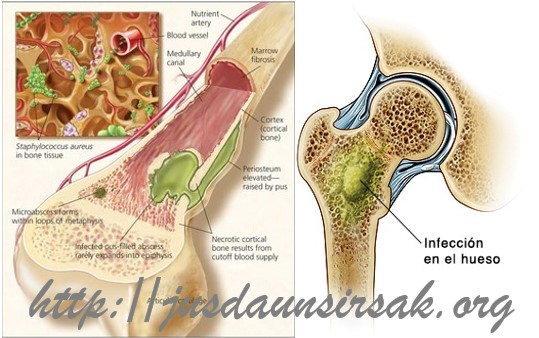 Nutrient
artery
Blood vessel
Medullary
canal
Marrow
fibrosis
Cortex
(cortical
bone)
Staphylococcus aureus
in bone tissue
Periosteum
elevated—
raised by pus
Microabscess forms
within loops of metaphysis
Infected pus-filled abscess
rarely expands into epiphysis
Necrotic cortical
bone results from
cutoff blood supply
Infección
en el hueso
http://jusdaunsirsak.org